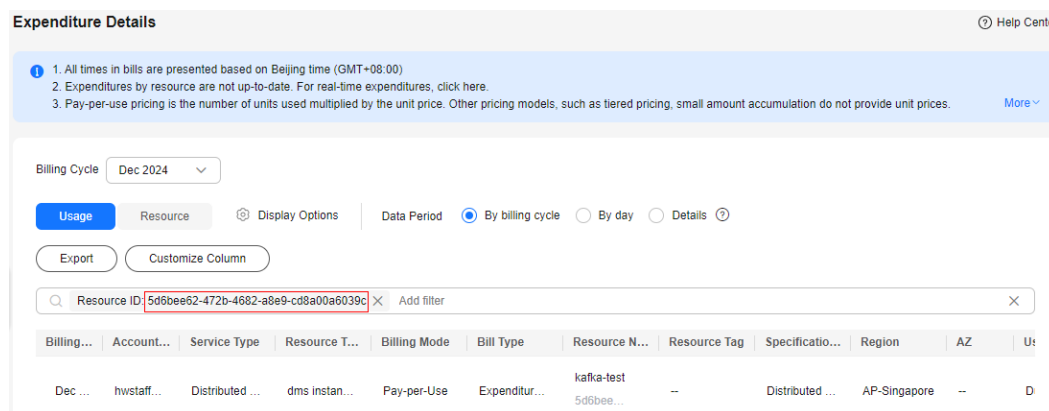 Expenditure Details
Help Cent
1. All times in bills are presented based on Beijing time (GMT+08:00)
2. Expenditures by resource are not up-to-date. For real-time expenditures, click here.
3. Pay-per-use pricing is the number of units used multiplied by the unit price. Other pricing models, such as tiered pricing, small amount accumulation do not provide unit prices.
More
Billing Cycle Dec 2024
Usage Resource Display Options Data Period By billing cycle By day Details
Export Customize Column
Resource ID: 5d6bee62-472b-4682-a8e9-cd8a00a6039c Add filter
Billing... Account... Service Type Resource T... Billing Mode Bill Type Resource N... Resource Tag Specificatio... Region AZ Us
Dec ... hwstaff... Distributed ... dms instan... Pay-per-Use Expenditur... kafka-test -- Distributed ... AP-Singapore -- D
5d6bee...